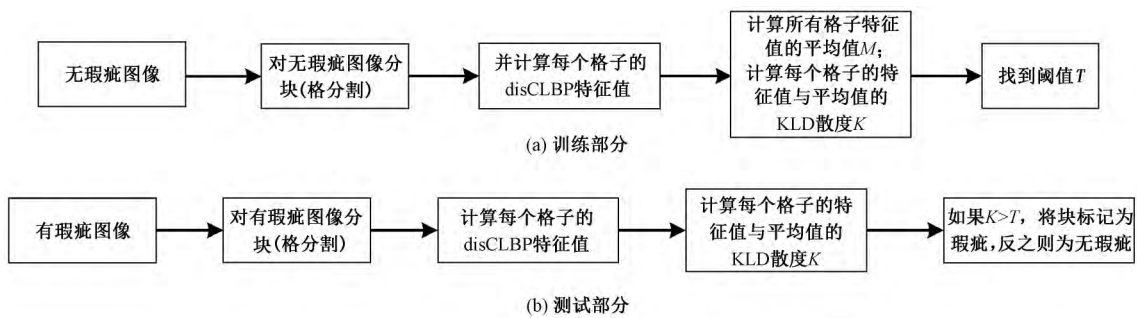 无瑕疵图像
对无瑕疵图像分
块(格分割)
并计算每个格子的
disCLBP特征值
计算所有格子特征
值的平均值M;
计算每个格子的特
征值与平均值的
KLD散度K
找到阈值T
(a) 训练部分
有瑕疵图像
对有瑕疵图像分
块(格分割)
计算每个格子的
disCLBP特征值
计算每个格子的特
征值与平均值的
KLD散度K
如果K>T，将块标记为
瑕疵,反之则为无瑕疵
(b) 测试部分